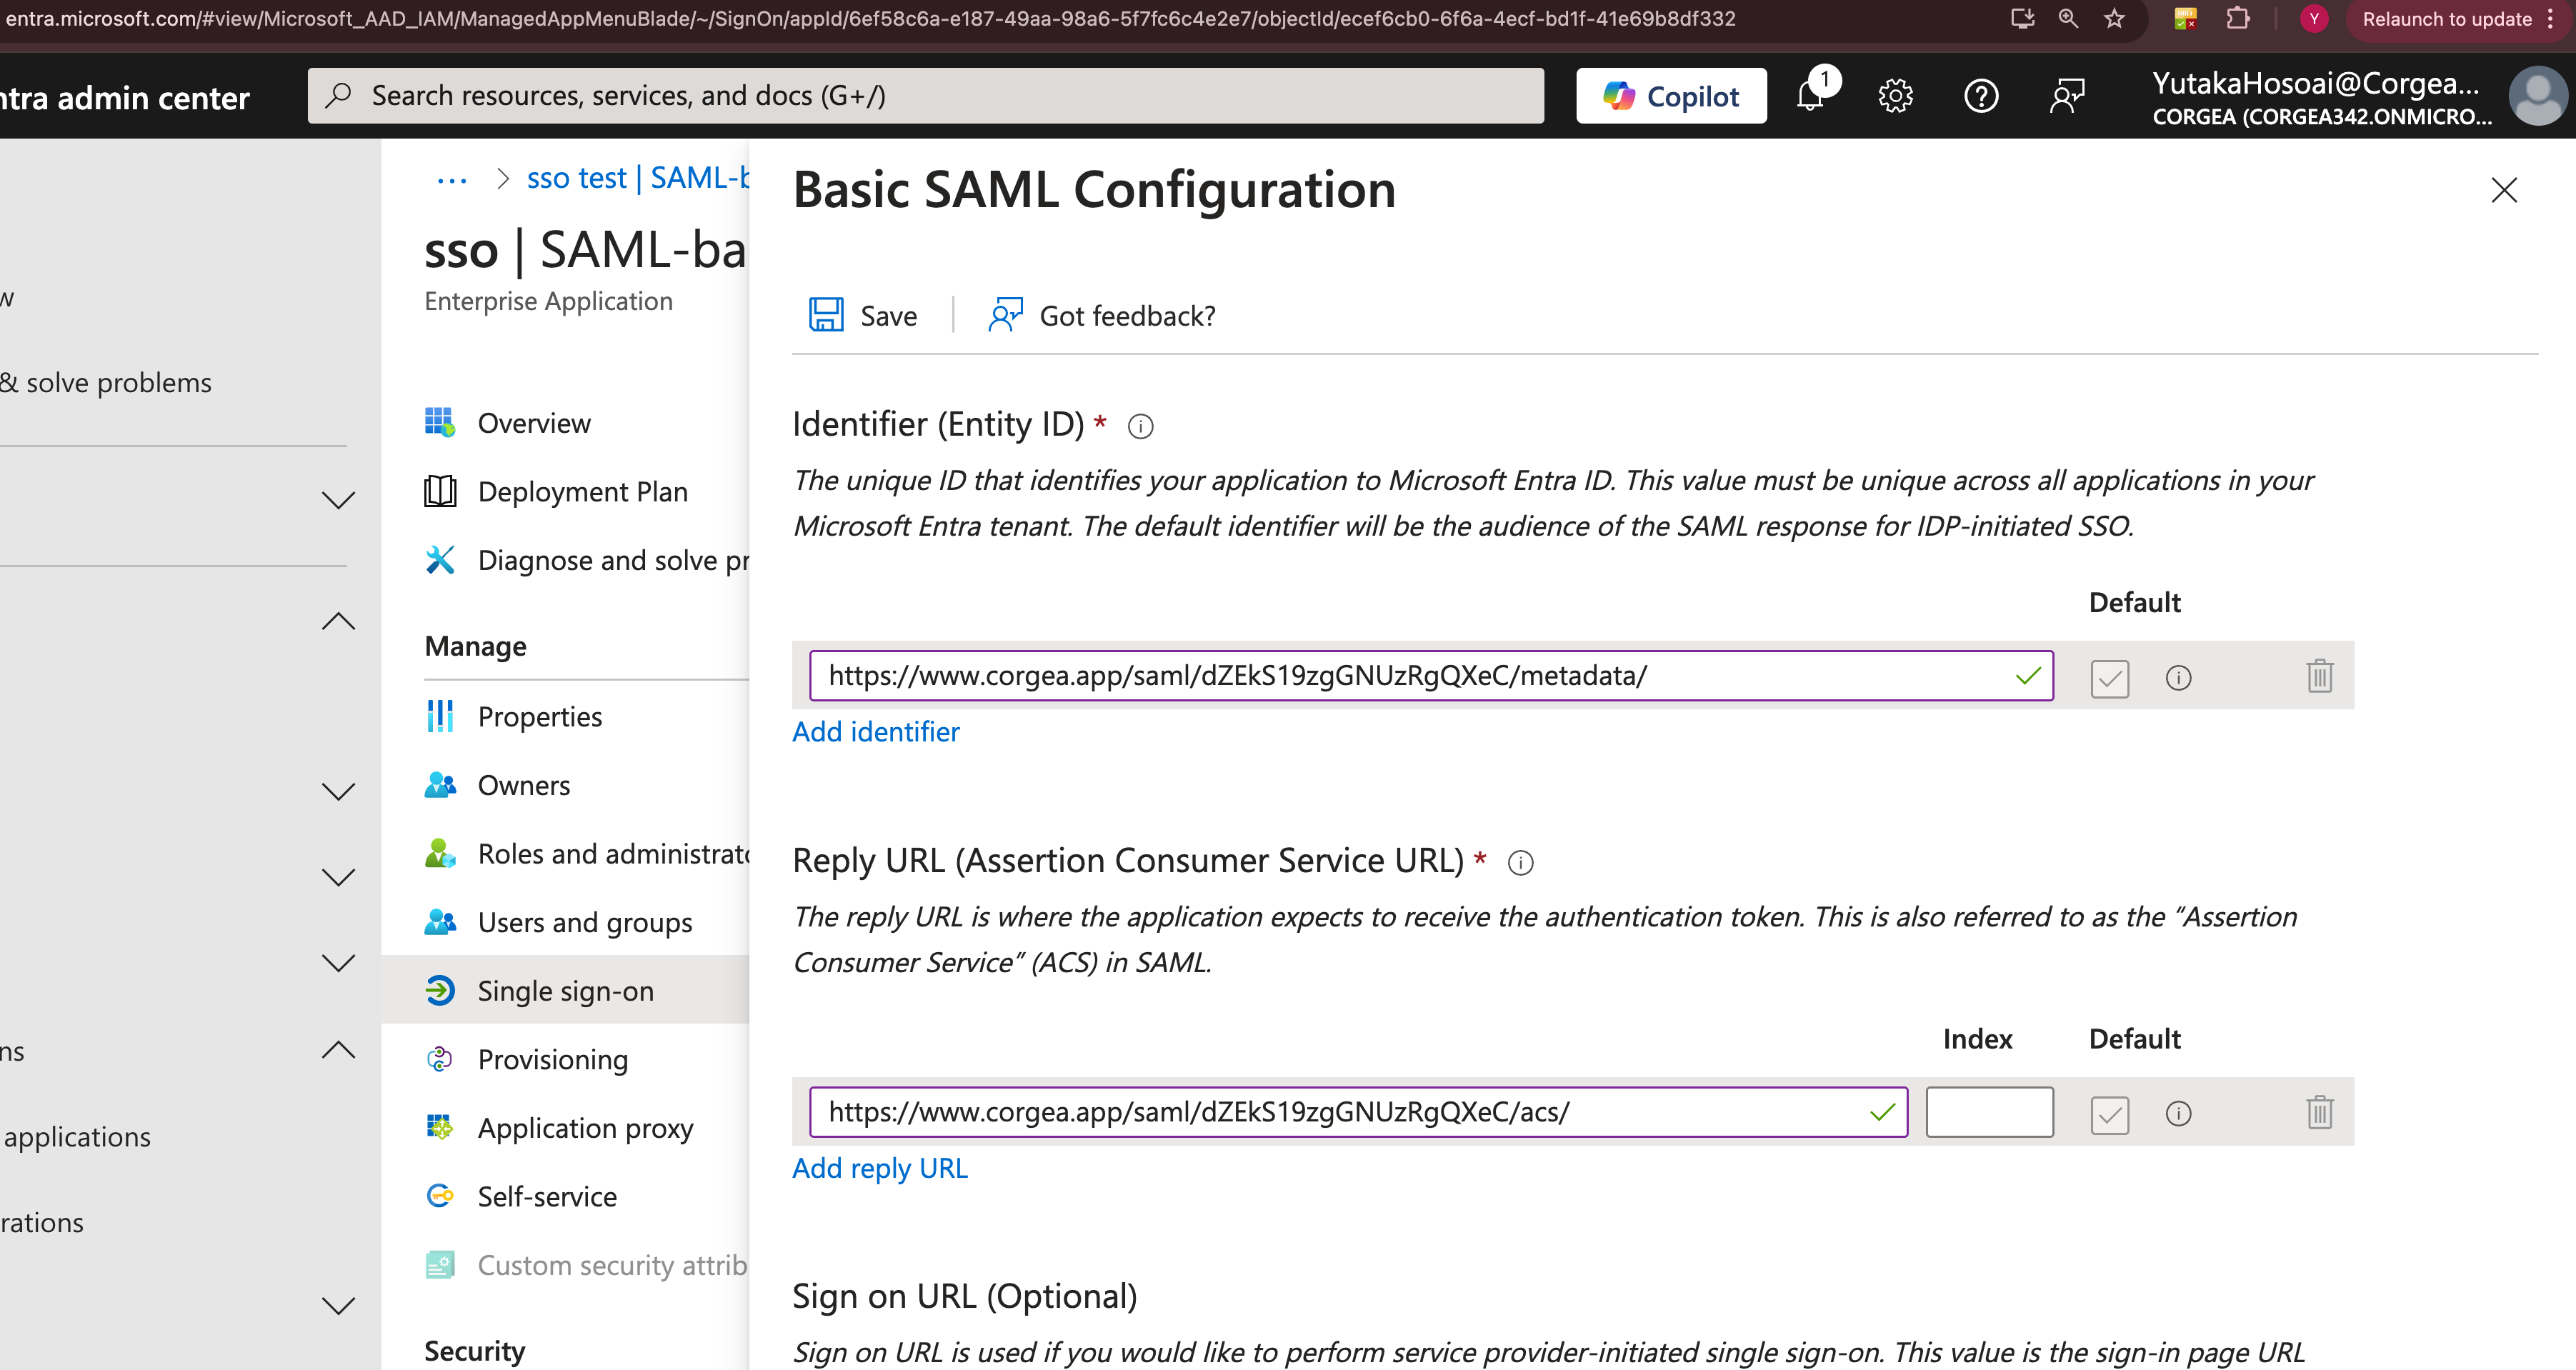 entra.microsoft.com/#view/Microsoft_AAD_IAM/ManagedAppMenuBlade/~/SignOn/appId/6ef58c6a-e187-49aa-98a6-5f7fc6c4e2e7/objectId/ecef6cb0-6f6a-4ecf-bd1f-41e69b8df332
Y
Relaunch to update
ntra admin center
Search resources, services, and docs (G+/)
Copilot
1
YutakaHosoai@Corgea...
CORGEA (CORGEA342.ONMICRO...
w
& solve problems
ns
applications
rations
... > sso test | SAML-b
sso | SAML-ba
Enterprise Application
Overview
Deployment Plan
Diagnose and solve pr
Manage
Properties
Owners
Roles and administrato
Users and groups
Single sign-on
Provisioning
Application proxy
Self-service
Custom security attrib
Security
Basic SAML Configuration
Save
Got feedback?
Identifier (Entity ID) *
The unique ID that identifies your application to Microsoft Entra ID. This value must be unique across all applications in your
Microsoft Entra tenant. The default identifier will be the audience of the SAML response for IDP-initiated SSO.
Default
https://www.corgea.app/saml/dZEkS19zgGNUzRgQXeC/metadata/
Add identifier
Reply URL (Assertion Consumer Service URL) *
The reply URL is where the application expects to receive the authentication token. This is also referred to as the “Assertion
Consumer Service” (ACS) in SAML.
Index
Default
https://www.corgea.app/saml/dZEkS19zgGNUzRgQXeC/acs/
Add reply URL
Sign on URL (Optional)
Sign on URL is used if you would like to perform service provider-initiated single sign-on. This value is the sign-in page URL